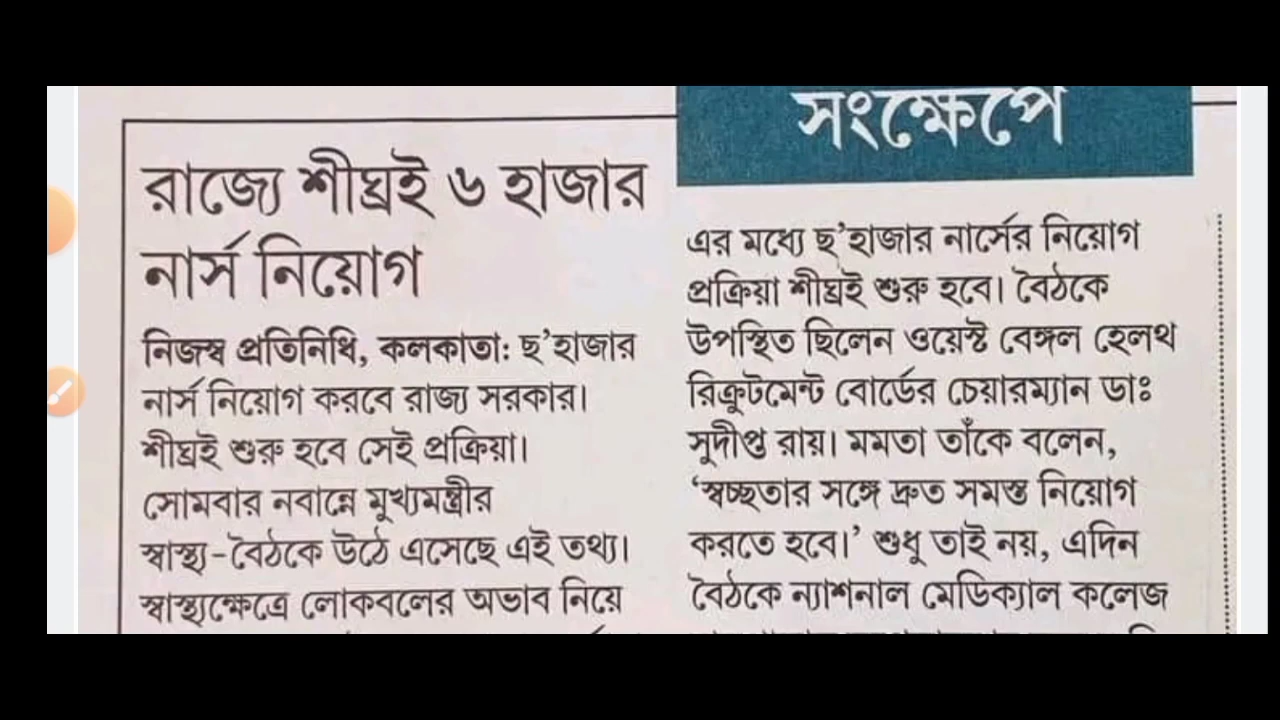 সংক্ষেপে
রাজ্যে শীঘ্রই ৬ হাজার
নার্স নিয়োগ
নিজস্ব প্রতিনিধি, কলকাতা: ছ’হাজার
নার্স নিয়োগ করবে রাজ্য সরকার।
শীঘ্রই শুরু হবে সেই প্রক্রিয়া।
সোমবার নবান্নে মুখ্যমন্ত্রীর
স্বাস্থ্য-বৈঠকে উঠে এসেছে এই তথ্য।
স্বাস্থ্যক্ষেত্রে লোকবলের অভাব নিয়ে
এর মধ্যে ছ’হাজার নার্সের নিয়োগ
প্রক্রিয়া শীঘ্রই শুরু হবে। বৈঠকে
উপস্থিত ছিলেন ওয়েস্ট বেঙ্গল হেলথ
রিক্রুটমেন্ট বোর্ডের চেয়ারম্যান ডাঃ
সুদীপ্ত রায়। মমতা তাঁকে বলেন,
‘স্বচ্ছতার সঙ্গে দ্রুত সমস্ত নিয়োগ
করতে হবে।’ শুধু তাই নয়, এদিন
বৈঠকে ন্যাশনাল মেডিক্যাল কলেজ